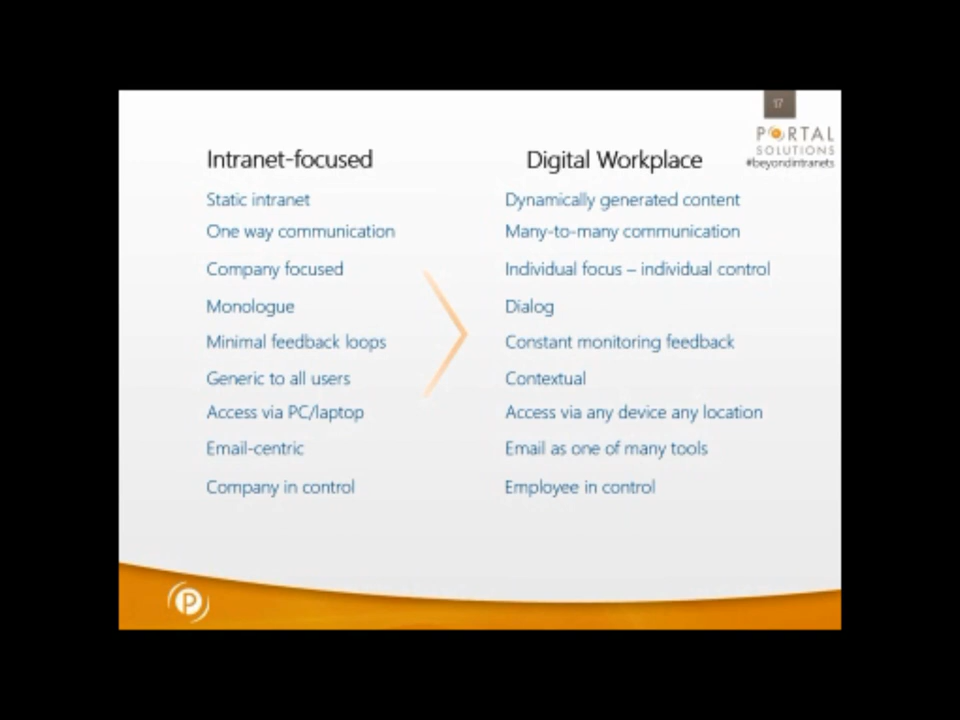 17
PORTAL
SOLUTIONS
#beyondintranets
Intranet-focused
Digital Workplace
Static intranet
Dynamically generated content
One way communication
Many-to-many communication
Company focused
Individual focus – individual control
Monologue
Dialog
Minimal feedback loops
Constant monitoring feedback
Generic to all users
Contextual
Access via PC/laptop
Access via any device any location
Email-centric
Email as one of many tools
Company in control
Employee in control
P